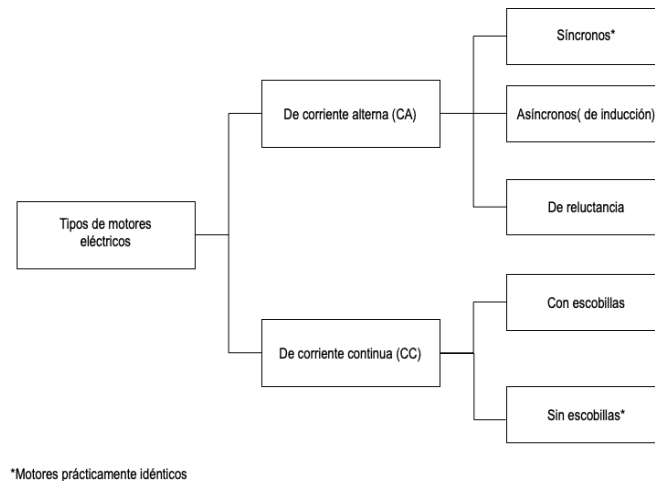 Síncronos*
De corriente alterna (CA)
Asíncronos( de inducción)
De reluctancia
Tipos de motores
eléctricos
Con escobillas
De corriente continua (CC)
Sin escobillas*
*Motores prácticamente idénticos